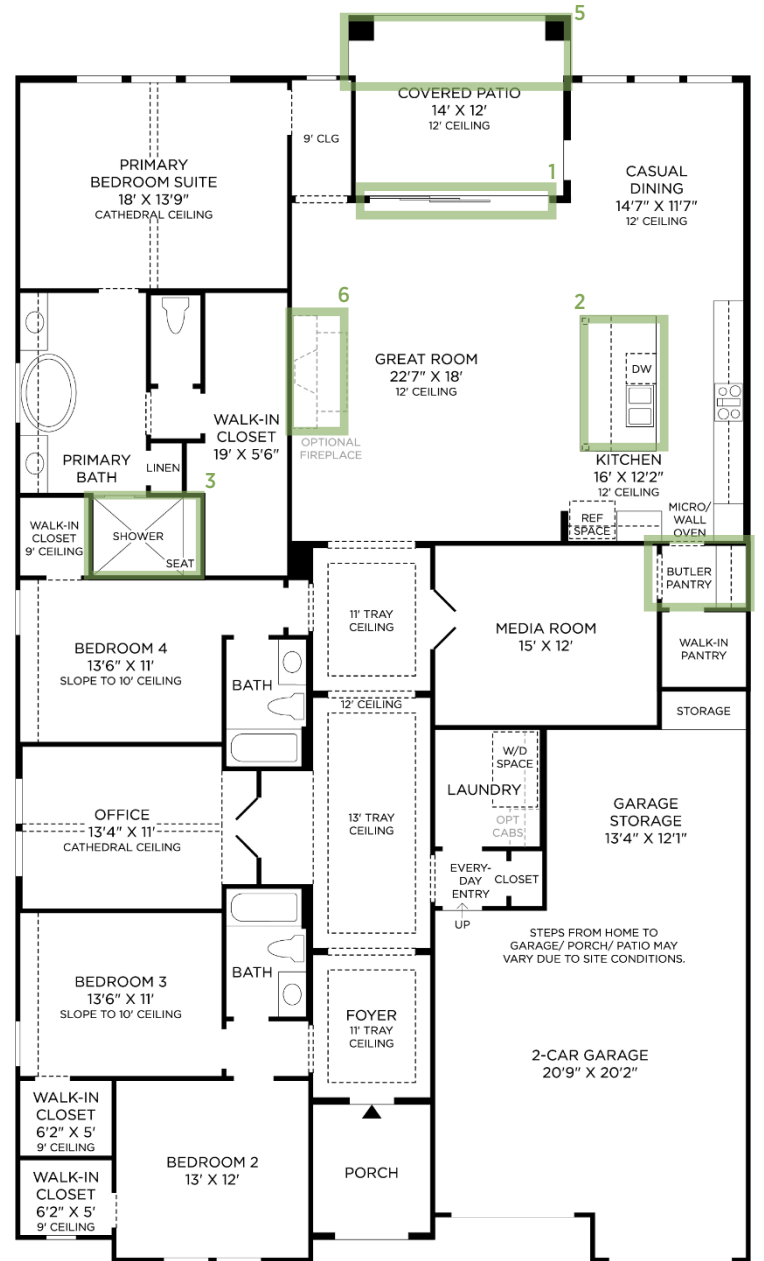 5
COVERED PATIO
14' X 12'
12' CEILING
9' CLG
PRIMARY
BEDROOM SUITE
18' X 13'9"
CATHEDRAL CEILING
1
CASUAL
DINING
14'7" X 11'7"
12' CEILING
6
2
GREAT ROOM
22'7" X 18'
12' CEILING
DW
WALK-IN
CLOSET
19' X 5'6"
OPTIONAL
FIREPLACE
PRIMARY
BATH
LINEN
KITCHEN
16' X 12'2"
12' CEILING
3
WALK-IN
CLOSET
9' CEILING
SHOWER
SEAT
REF
SPACE
MICRO/
WALL
OVEN
BUTLER
PANTRY
11' TRAY
CEILING
MEDIA ROOM
15' X 12'
WALK-IN
PANTRY
BEDROOM 4
13'6" X 11'
SLOPE TO 10' CEILING
BATH
12' CEILING
STORAGE
W/D
SPACE
LAUNDRY
OPT
CABS
OFFICE
13'4" X 11'
CATHEDRAL CEILING
13' TRAY
CEILING
GARAGE
STORAGE
13'4" X 12'1"
EVERY-
DAY
ENTRY
CLOSET
UP
STEPS FROM HOME TO
GARAGE/ PORCH/ PATIO MAY
VARY DUE TO SITE CONDITIONS.
BATH
BEDROOM 3
13'6" X 11'
SLOPE TO 10' CEILING
FOYER
11' TRAY
CEILING
2-CAR GARAGE
20'9" X 20'2"
WALK-IN
CLOSET
6'2" X 5'
9' CEILING
BEDROOM 2
13' X 12'
PORCH
WALK-IN
CLOSET
6'2" X 5'
9' CEILING